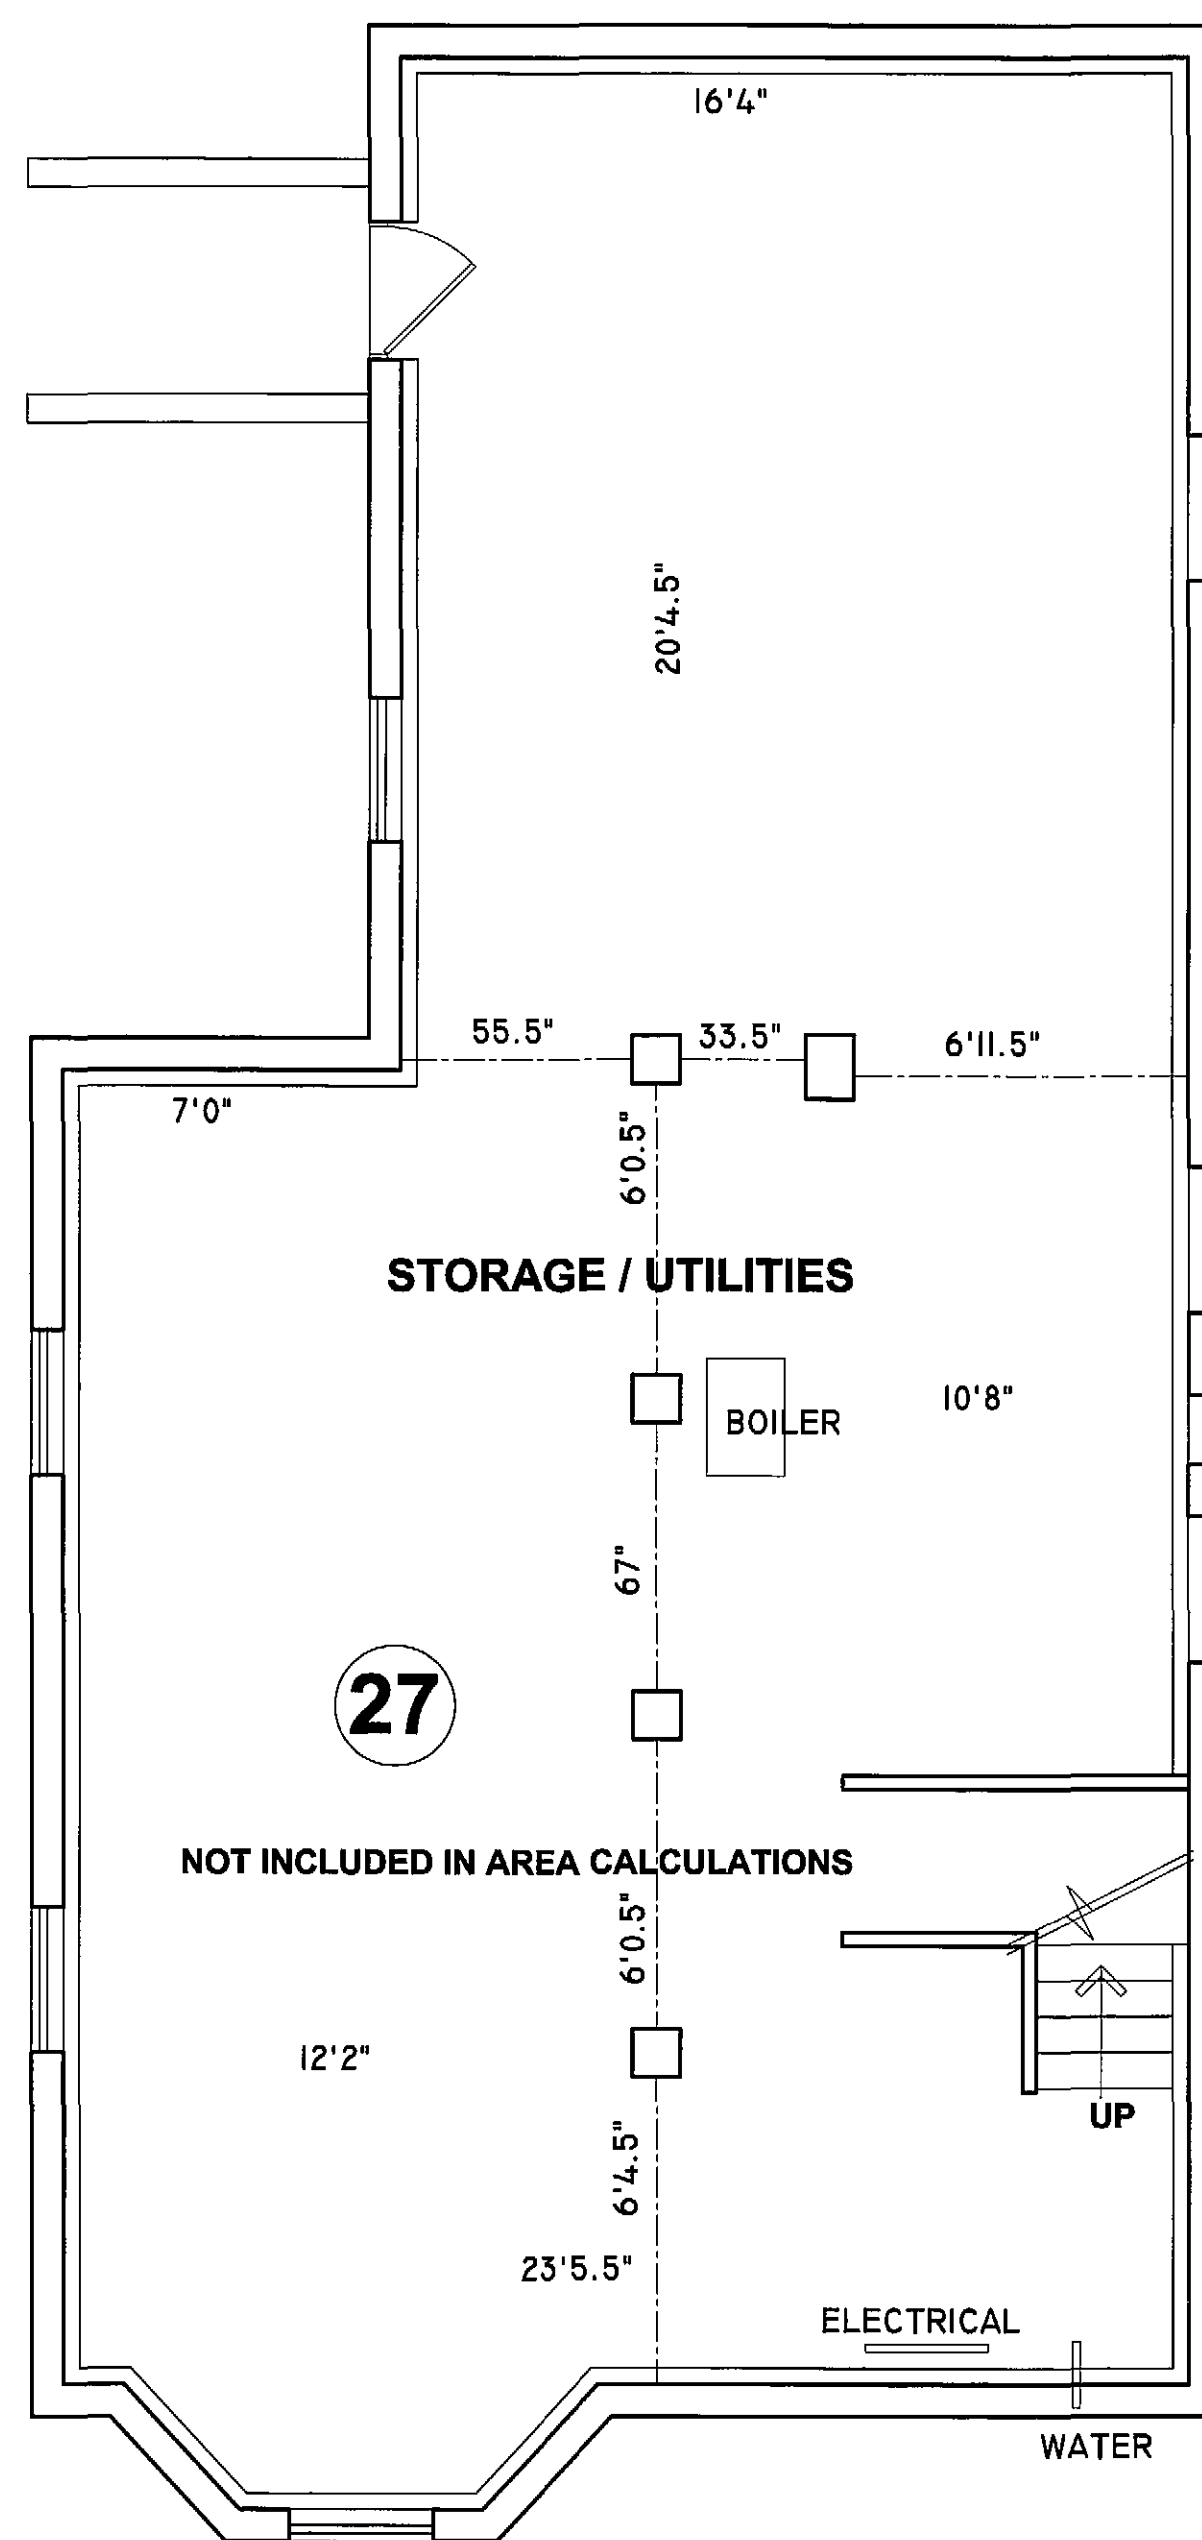 16'4"
20'4.5"
55.5"
33.5"
6'11.5"
7'0"
6'0.5"
STORAGE / UTILITIES
BOILER
10'8"
67"
27
NOT INCLUDED IN AREA CALCULATIONS
6'0.5"
12'2"
UP
6'4.5"
23'5.5"
ELECTRICAL
WATER